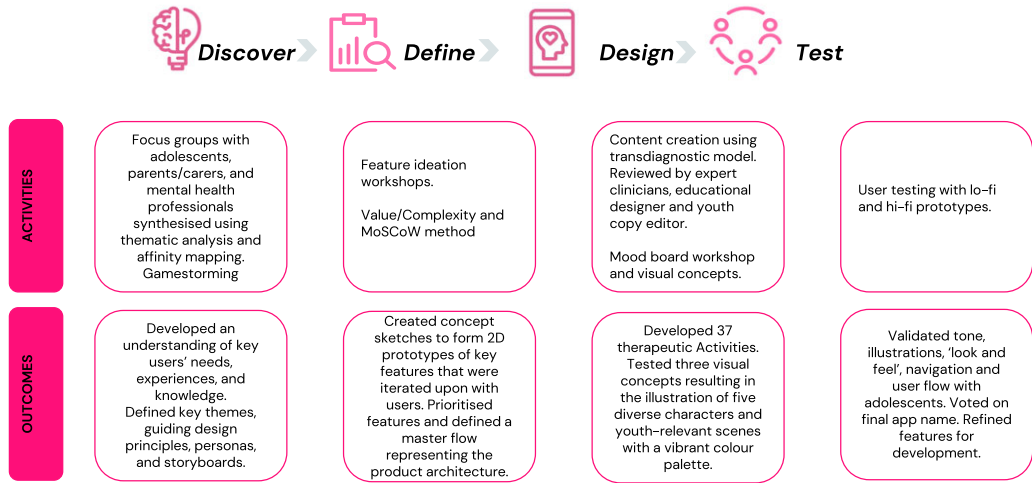 Discover
Define
Design
Test
ACTIVITIES
Focus groups with
adolescents,
parents/carers, and
mental health
professionals
synthesised using
thematic analysis and
affinity mapping.
Gamestorming
Feature ideation
workshops.
Value/Complexity and
MoSCoW method
Content creation using
transdiagnostic model.
Reviewed by expert
clinicians, educational
designer and youth
copy editor.
Mood board workshop
and visual concepts.
User testing with lo-fi
and hi-fi prototypes.
OUTCOMES
Developed an
understanding of key
users’ needs,
experiences, and
knowledge.
Defined key themes,
guiding design
principles, personas,
and storyboards.
Created concept
sketches to form 2D
prototypes of key
features that were
iterated upon with
users. Prioritised
features and defined a
master flow
representing the
product architecture.
Developed 37
therapeutic Activities.
Tested three visual
concepts resulting in
the illustration of five
diverse characters and
youth-relevant scenes
with a vibrant colour
palette.
Validated tone,
illustrations, ‘look and
feel’, navigation and
user flow with
adolescents. Voted on
final app name. Refined
features for
development.